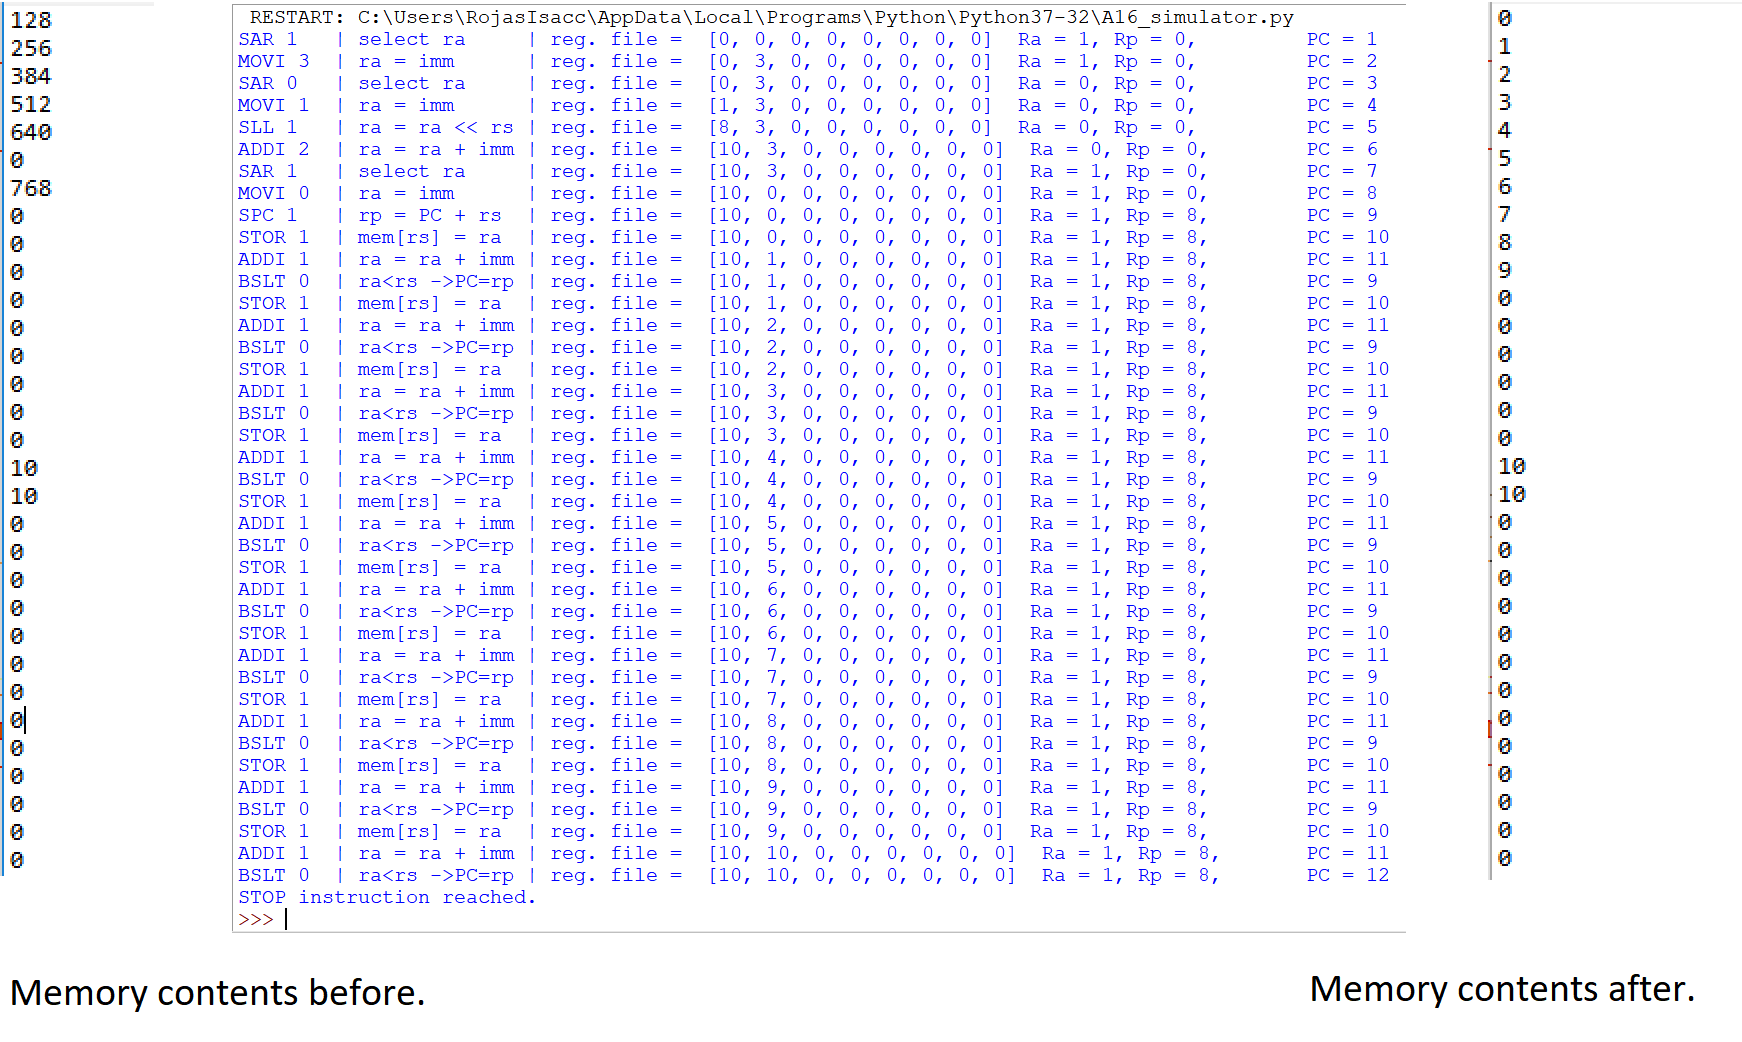 128
256
384
512
640
0
768
0
0
0
0
0
0
0
0
0
10
10
0
0
0
0
0
0
0
0
0
0
0
0
0
Memory contents before.
RESTART: C:\Users\RojasIsacc\AppData\Local\Programs\Python\Python37-32\A16_simulator.py
SAR 1 | select ra | reg. file = [0, 0, 0, 0, 0, 0, 0, 0] Ra = 1, Rp = 0, PC = 1
MOVI 3 | ra = imm | reg. file = [0, 3, 0, 0, 0, 0, 0, 0] Ra = 1, Rp = 0, PC = 2
SAR 0 | select ra | reg. file = [0, 3, 0, 0, 0, 0, 0, 0] Ra = 0, Rp = 0, PC = 3
MOVI 1 | ra = imm | reg. file = [1, 3, 0, 0, 0, 0, 0, 0] Ra = 0, Rp = 0, PC = 4
SLL 1 | ra = ra << rs | reg. file = [8, 3, 0, 0, 0, 0, 0, 0] Ra = 0, Rp = 0, PC = 5
ADDI 2 | ra = ra + imm | reg. file = [10, 3, 0, 0, 0, 0, 0, 0] Ra = 0, Rp = 0, PC = 6
SAR 1 | select ra | reg. file = [10, 3, 0, 0, 0, 0, 0, 0] Ra = 1, Rp = 0, PC = 7
MOVI 0 | ra = imm | reg. file = [10, 0, 0, 0, 0, 0, 0, 0] Ra = 1, Rp = 0, PC = 8
SPC 1 | rp = PC + rs | reg. file = [10, 0, 0, 0, 0, 0, 0, 0] Ra = 1, Rp = 8, PC = 9
STOR 1 | mem[rs] = ra | reg. file = [10, 0, 0, 0, 0, 0, 0, 0] Ra = 1, Rp = 8, PC = 10
ADDI 1 | ra = ra + imm | reg. file = [10, 1, 0, 0, 0, 0, 0, 0] Ra = 1, Rp = 8, PC = 11
BSLT 0 | ra<rs ->PC=rp | reg. file = [10, 1, 0, 0, 0, 0, 0, 0] Ra = 1, Rp = 8, PC = 9
STOR 1 | mem[rs] = ra | reg. file = [10, 1, 0, 0, 0, 0, 0, 0] Ra = 1, Rp = 8, PC = 10
ADDI 1 | ra = ra + imm | reg. file = [10, 2, 0, 0, 0, 0, 0, 0] Ra = 1, Rp = 8, PC = 11
BSLT 0 | ra<rs ->PC=rp | reg. file = [10, 2, 0, 0, 0, 0, 0, 0] Ra = 1, Rp = 8, PC = 9
STOR 1 | mem[rs] = ra | reg. file = [10, 2, 0, 0, 0, 0, 0, 0] Ra = 1, Rp = 8, PC = 10
ADDI 1 | ra = ra + imm | reg. file = [10, 3, 0, 0, 0, 0, 0, 0] Ra = 1, Rp = 8, PC = 11
BSLT 0 | ra<rs ->PC=rp | reg. file = [10, 3, 0, 0, 0, 0, 0, 0] Ra = 1, Rp = 8, PC = 9
STOR 1 | mem[rs] = ra | reg. file = [10, 3, 0, 0, 0, 0, 0, 0] Ra = 1, Rp = 8, PC = 10
ADDI 1 | ra = ra + imm | reg. file = [10, 4, 0, 0, 0, 0, 0, 0] Ra = 1, Rp = 8, PC = 11
BSLT 0 | ra<rs ->PC=rp | reg. file = [10, 4, 0, 0, 0, 0, 0, 0] Ra = 1, Rp = 8, PC = 9
STOR 1 | mem[rs] = ra | reg. file = [10, 4, 0, 0, 0, 0, 0, 0] Ra = 1, Rp = 8, PC = 10
ADDI 1 | ra = ra + imm | reg. file = [10, 5, 0, 0, 0, 0, 0, 0] Ra = 1, Rp = 8, PC = 11
BSLT 0 | ra<rs ->PC=rp | reg. file = [10, 5, 0, 0, 0, 0, 0, 0] Ra = 1, Rp = 8, PC = 9
STOR 1 | mem[rs] = ra | reg. file = [10, 5, 0, 0, 0, 0, 0, 0] Ra = 1, Rp = 8, PC = 10
ADDI 1 | ra = ra + imm | reg. file = [10, 6, 0, 0, 0, 0, 0, 0] Ra = 1, Rp = 8, PC = 11
BSLT 0 | ra<rs ->PC=rp | reg. file = [10, 6, 0, 0, 0, 0, 0, 0] Ra = 1, Rp = 8, PC = 9
STOR 1 | mem[rs] = ra | reg. file = [10, 6, 0, 0, 0, 0, 0, 0] Ra = 1, Rp = 8, PC = 10
ADDI 1 | ra = ra + imm | reg. file = [10, 7, 0, 0, 0, 0, 0, 0] Ra = 1, Rp = 8, PC = 11
BSLT 0 | ra<rs ->PC=rp | reg. file = [10, 7, 0, 0, 0, 0, 0, 0] Ra = 1, Rp = 8, PC = 9
STOR 1 | mem[rs] = ra | reg. file = [10, 7, 0, 0, 0, 0, 0, 0] Ra = 1, Rp = 8, PC = 10
ADDI 1 | ra = ra + imm | reg. file = [10, 8, 0, 0, 0, 0, 0, 0] Ra = 1, Rp = 8, PC = 11
BSLT 0 | ra<rs ->PC=rp | reg. file = [10, 8, 0, 0, 0, 0, 0, 0] Ra = 1, Rp = 8, PC = 9
STOR 1 | mem[rs] = ra | reg. file = [10, 8, 0, 0, 0, 0, 0, 0] Ra = 1, Rp = 8, PC = 10
ADDI 1 | ra = ra + imm | reg. file = [10, 9, 0, 0, 0, 0, 0, 0] Ra = 1, Rp = 8, PC = 11
BSLT 0 | ra<rs ->PC=rp | reg. file = [10, 9, 0, 0, 0, 0, 0, 0] Ra = 1, Rp = 8, PC = 9
STOR 1 | mem[rs] = ra | reg. file = [10, 9, 0, 0, 0, 0, 0, 0] Ra = 1, Rp = 8, PC = 10
ADDI 1 | ra = ra + imm | reg. file = [10, 10, 0, 0, 0, 0, 0, 0] Ra = 1, Rp = 8, PC = 11
BSLT 0 | ra<rs ->PC=rp | reg. file = [10, 10, 0, 0, 0, 0, 0, 0] Ra = 1, Rp = 8, PC = 12
STOP instruction reached.
>>>
0
1
2
3
4
5
6
7
8
9
0
0
0
0
0
0
10
10
0
0
0
0
0
0
0
0
0
0
0
0
0
Memory contents after.